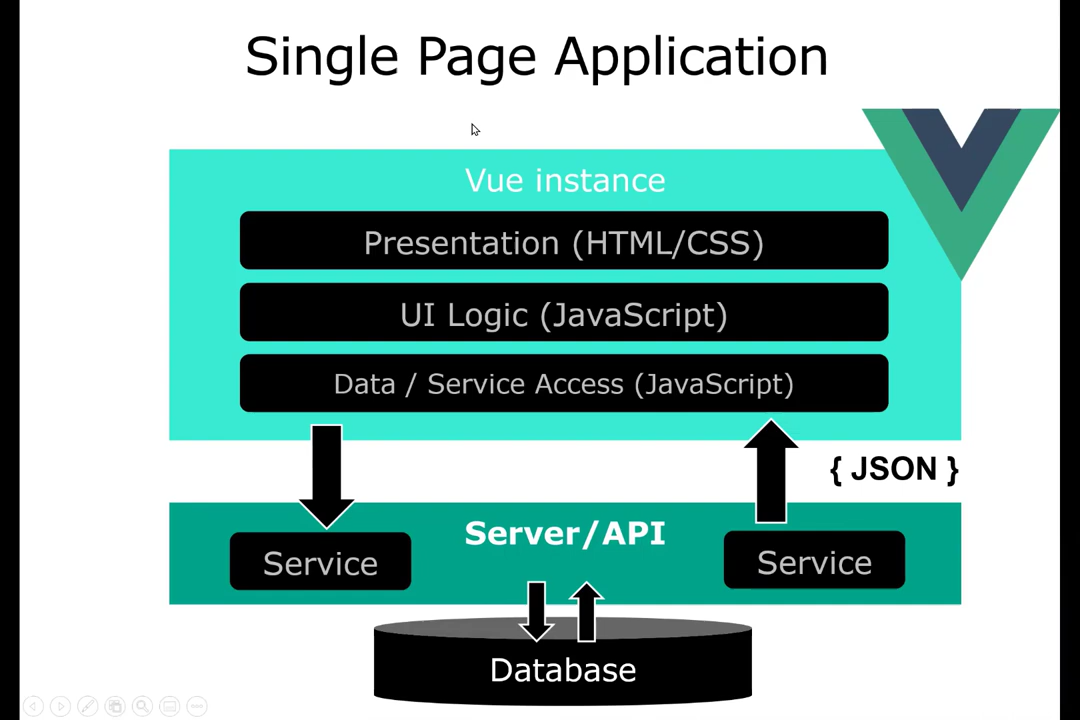 Single Page Application
Vue instance
Presentation (HTML/CSS)
UI Logic (JavaScript)
Data / Service Access (JavaScript)
{ JSON }
Server/API
Service
Service
Database